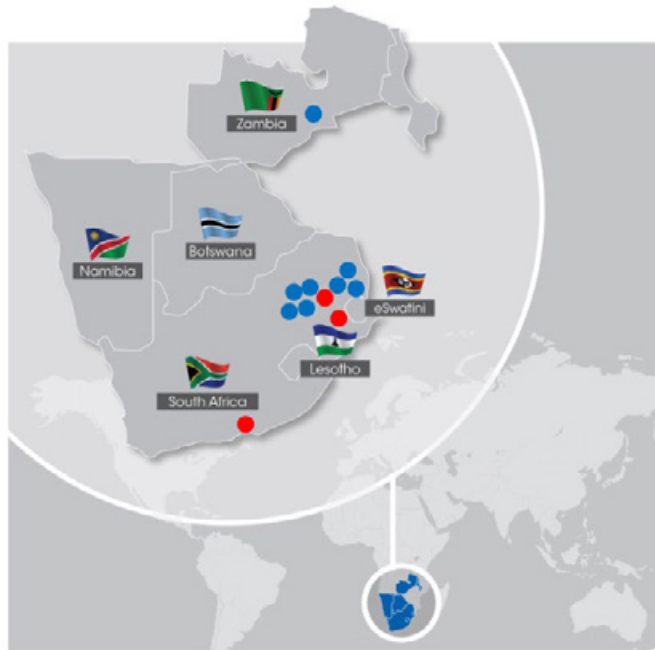 Zambia
Botswana
Namibia
eSwatini
Lesotho
South Africa